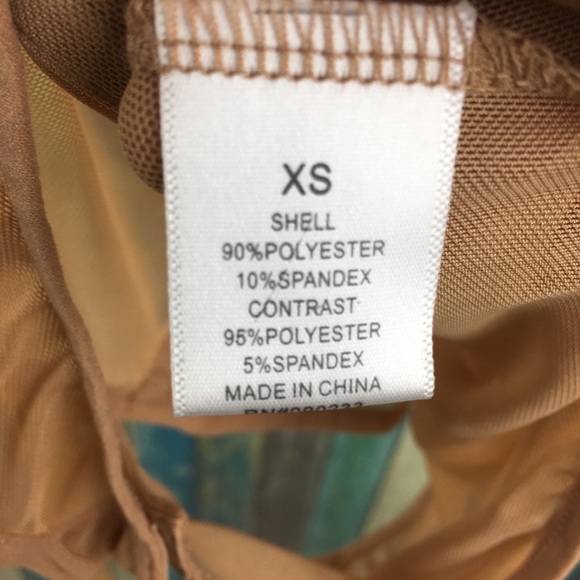 XS
SHELL
90%POLYESTER
10%SPANDEX
CONTRAST
95%POLYESTER
5%SPANDEX
MADE IN CHINA